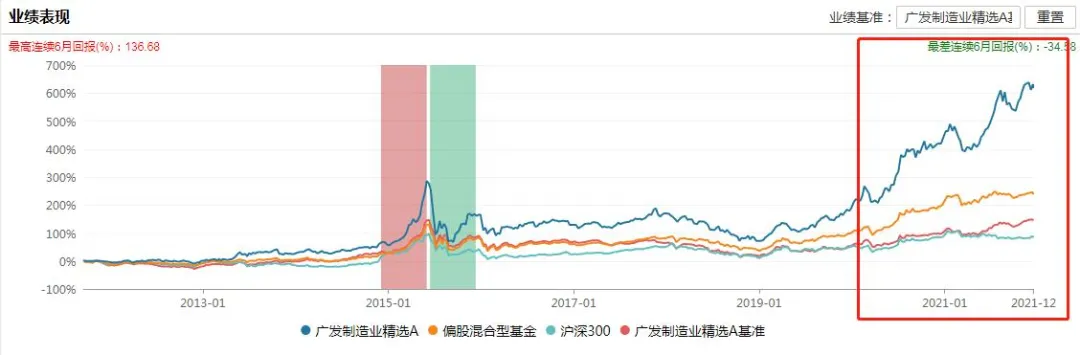 业绩表现 业绩基准： 广发制造业精选A基 重置
最高连续6月回报(%)：136.68 最差连续6月回报(%)：-34.58
700%
600%
500%
400%
300%
200%
100%
0%
-100%
2013-01 2015-01 2017-01 2019-01 2021-01 2021-12
广发制造业精选A 偏股混合型基金 沪深300 广发制造业精选A基准